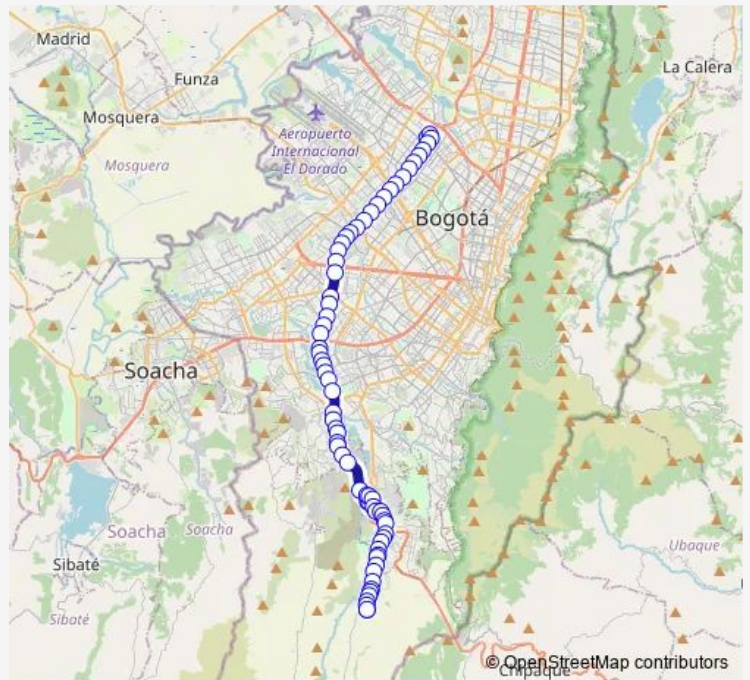 Madrid
Funza
La Calera
Mosquera
Aeropuerto
Internacional
El Dorado
Mosquera
Bogotá
Soacha
Soacha
Soacha
Ubaque
Sibaté
Sibaté
© OpenStreetMap contributors
Chipaque